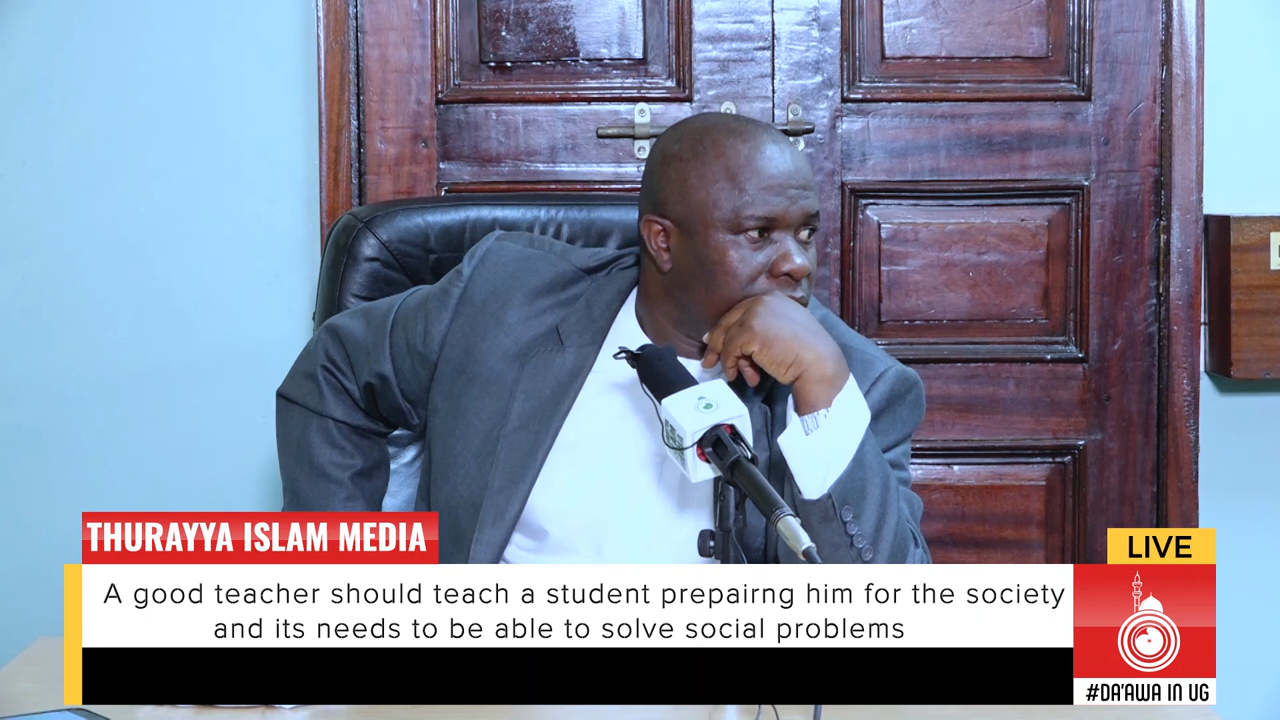 THURAYYA ISLAM MEDIA
LIVE
A good teacher should teach a student prepairng him for the society
and its needs to be able to solve social problems
#DA'AWA IN UG